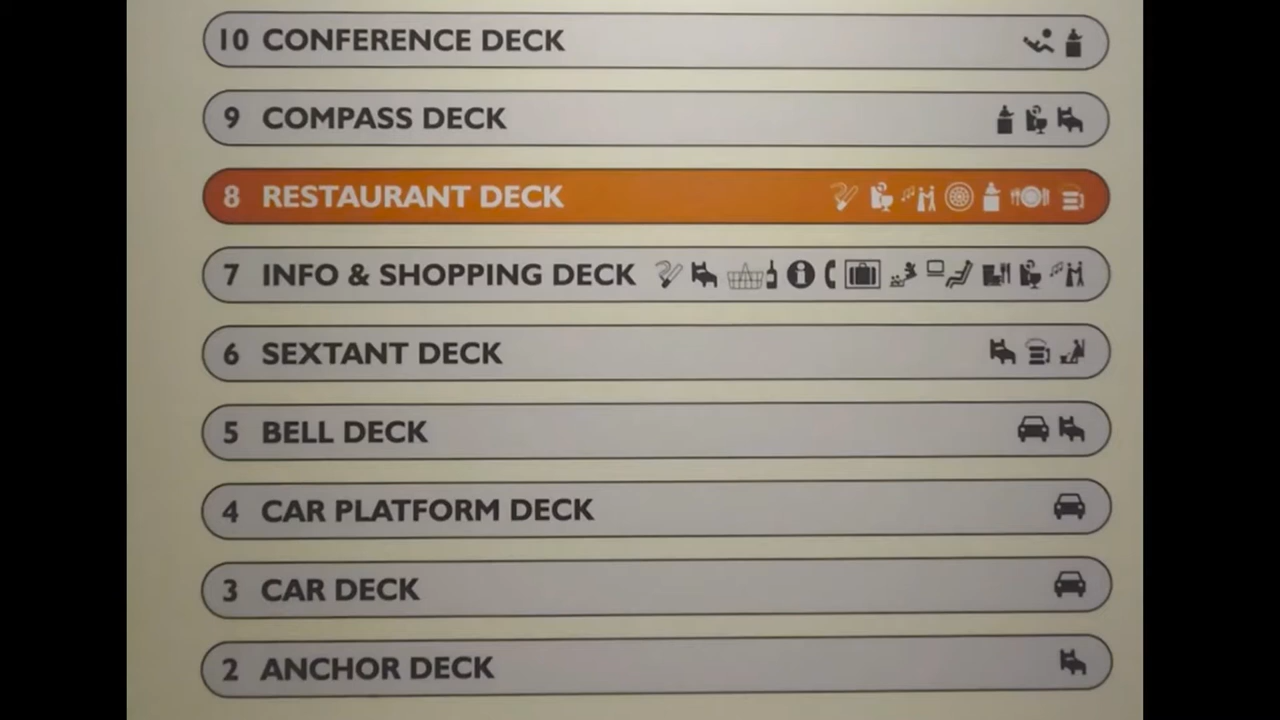 10 CONFERENCE DECK
9 COMPASS DECK
8 RESTAURANT DECK
7 INFO & SHOPPING DECK
6 SEXTANT DECK
5 BELL DECK
4 CAR PLATFORM DECK
3 CAR DECK
2 ANCHOR DECK